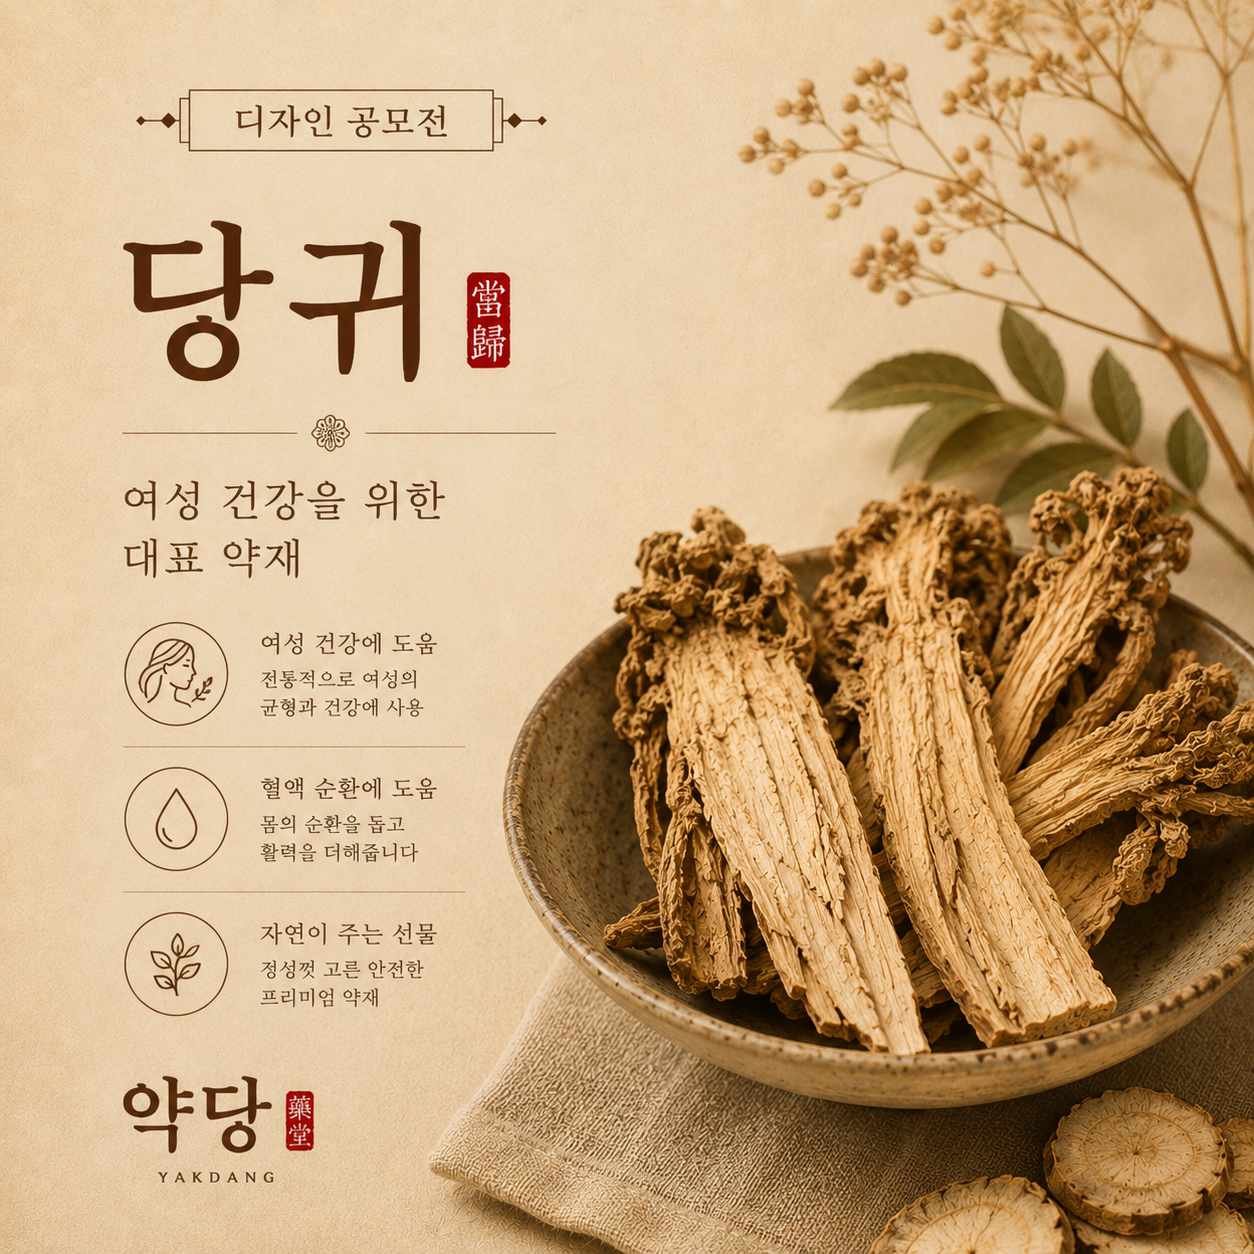 디자인 공모전
당귀
當歸
여성 건강을 위한
대표 약재
여성 건강에 도움
전통적으로 여성의
균형과 건강에 사용
혈액 순환에 도움
몸의 순환을 돕고
활력을 더해줍니다
자연이 주는 선물
정성껏 고른 안전한
프리미엄 약재
약당
藥堂
YAKDANG